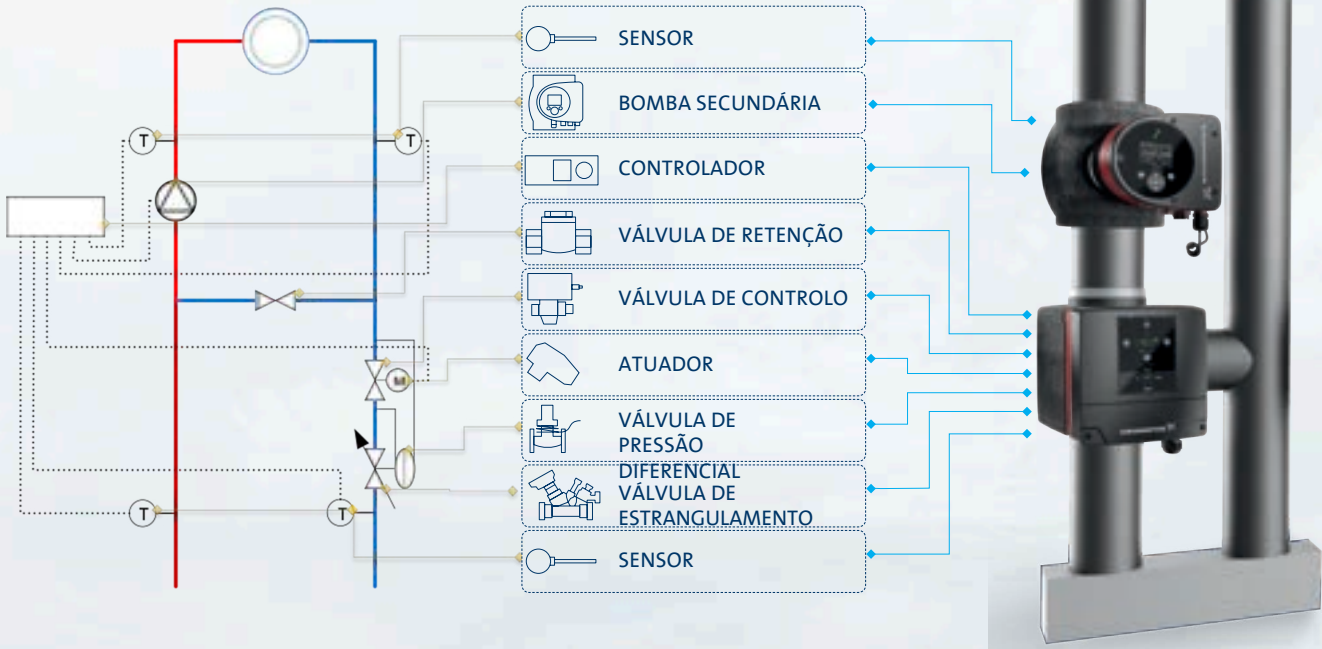 SENSOR
BOMBA SECUNDÁRIA
T
T
CONTROLADOR
VÁLVULA DE RETENÇÃO
VÁLVULA DE CONTROLO
ATUADOR
M
VÁLVULA DE
PRESSÃO
DIFERENCIAL
VÁLVULA DE
ESTRANGULAMENTO
T
T
SENSOR